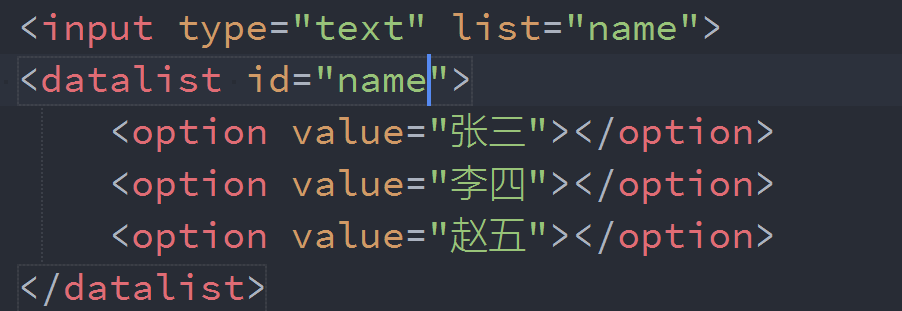 <input type="text" list="name">
<datalist id="name">
<option value="张三"></option>
<option value="李四"></option>
<option value="赵五"></option>
</datalist>